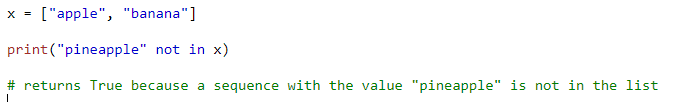 x = ["apple", "banana"]
print("pineapple" not in x)
# returns True because a sequence with the value "pineapple" is not in the list